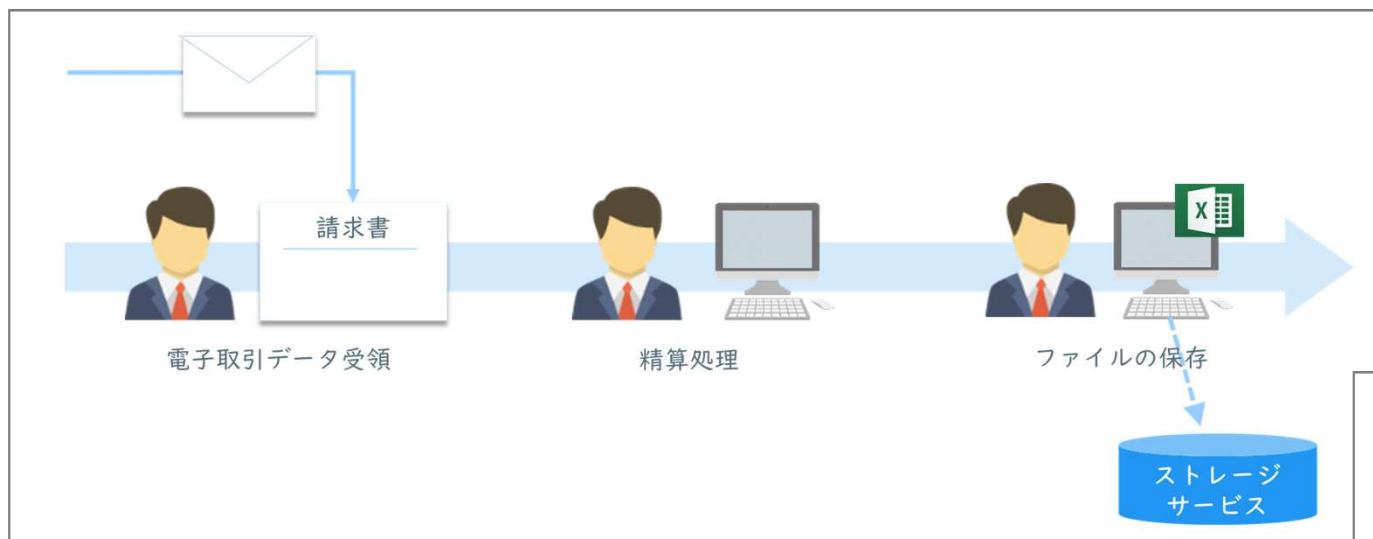 請求書
X
電子取引データ受領
精算処理
ファイルの保存
ストレージ
サービス